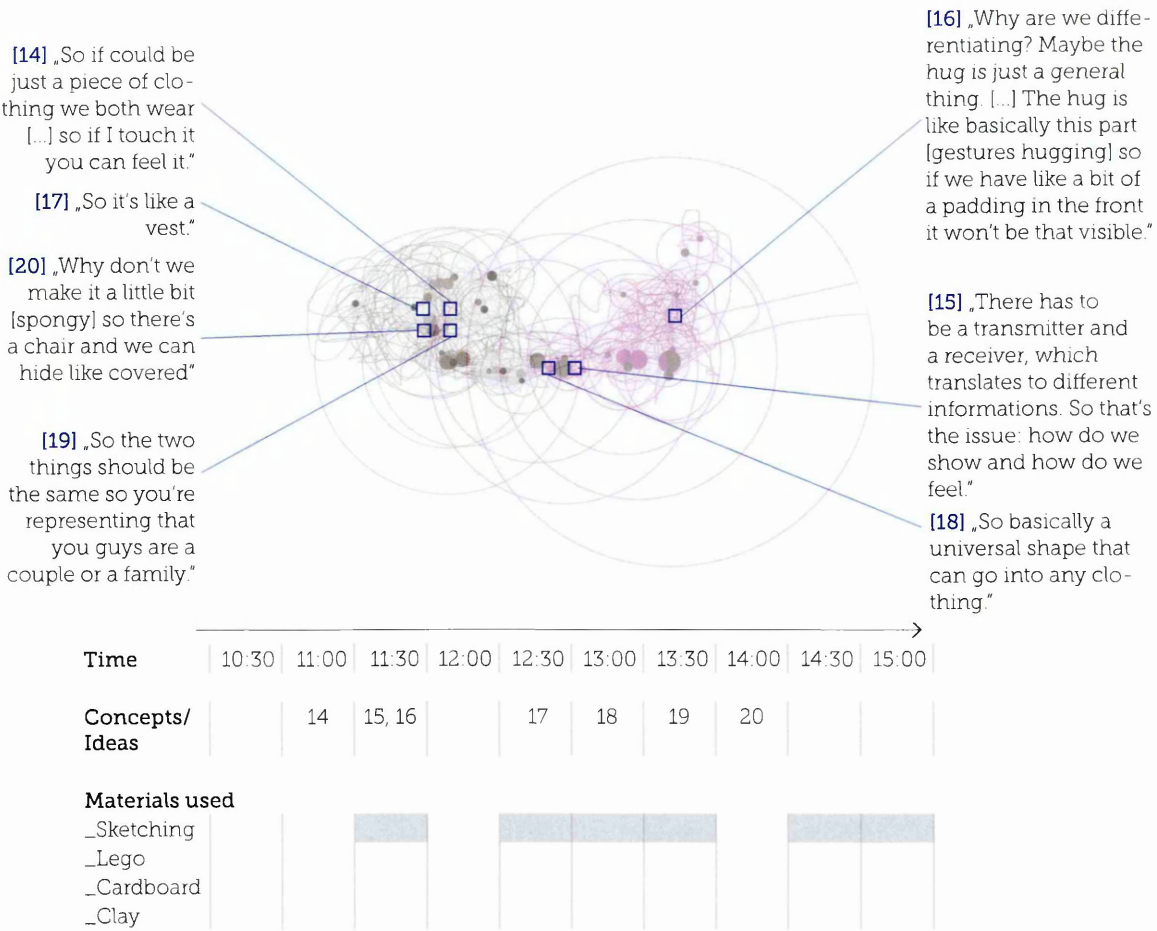 [14] „So if could be
just a piece of clo-
thing we both wear
[...] so if I touch it
you can feel it.”
[17] „So it's like a
vest.”
[20] „Why don't we
make it a little bit
[spongy] so there's
a chair and we can
hide like covered”
[19] „So the two
things should be
the same so you're
representing that
you guys are a
couple or a family.”
[16] „Why are we diffe-
rentiating? Maybe the
hug is just a general
thing. [...] The hug is
like basically this part
[gestures hugging] so
if we have like a bit of
a padding in the front
it won't be that visible.”
[15] „There has to
be a transmitter and
a receiver, which
translates to different
informations. So that's
the issue: how do we
show and how do we
feel.”
[18] „So basically a
universal shape that
can go into any clo-
thing.”
Time 10:30 11:00 11:30 12:00 12:30 13:00 13:30 14:00 14:30 15:00
Concepts/ 14 15, 16 17 18 19 20
Ideas
Materials used
_Sketching
_Lego
_Cardboard
_Clay